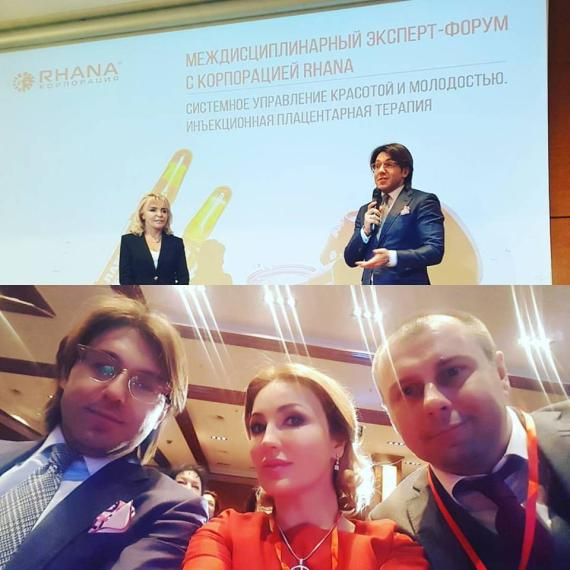 RHANA
КОРПОРАЦИЯ
МЕЖДИСЦИПЛИНАРНЫЙ ЭКСПЕРТ-ФОРУМ
С КОРПОРАЦИЕЙ RHANA
СИСТЕМНОЕ УПРАВЛЕНИЕ КРАСОТОЙ И МОЛОДОСТЬЮ.
ИНЪЕКЦИОННАЯ ПЛАЦЕНТАРНАЯ ТЕРАПИЯ